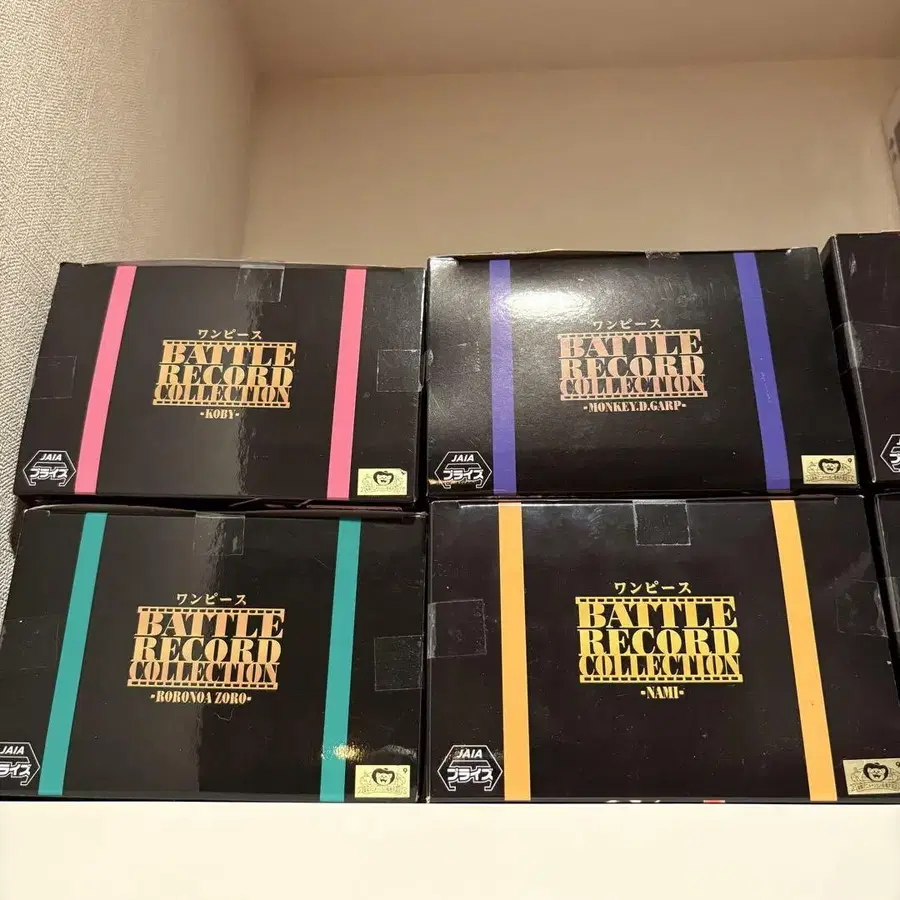 ワンピース
BATTLE
RECORD
COLLECTION
-KOBY-
JAIA
プライズ
ワンピース
BATTLE
RECORD
COLLECTION
-MONKEY.D.GARP-
JAIA
プライズ
ワンピース
BATTLE
RECORD
COLLECTION
-RORONOA ZORO-
JAIA
プライズ
ワンピース
BATTLE
RECORD
COLLECTION
-NAMI-
JAIA
プライズ